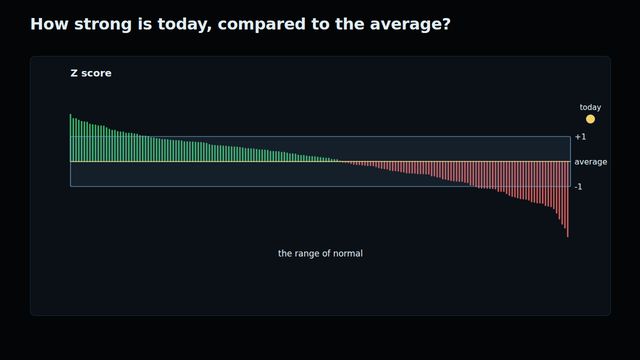 How strong is today, compared to the average?
Z score
today
+1
average
-1
the range of normal